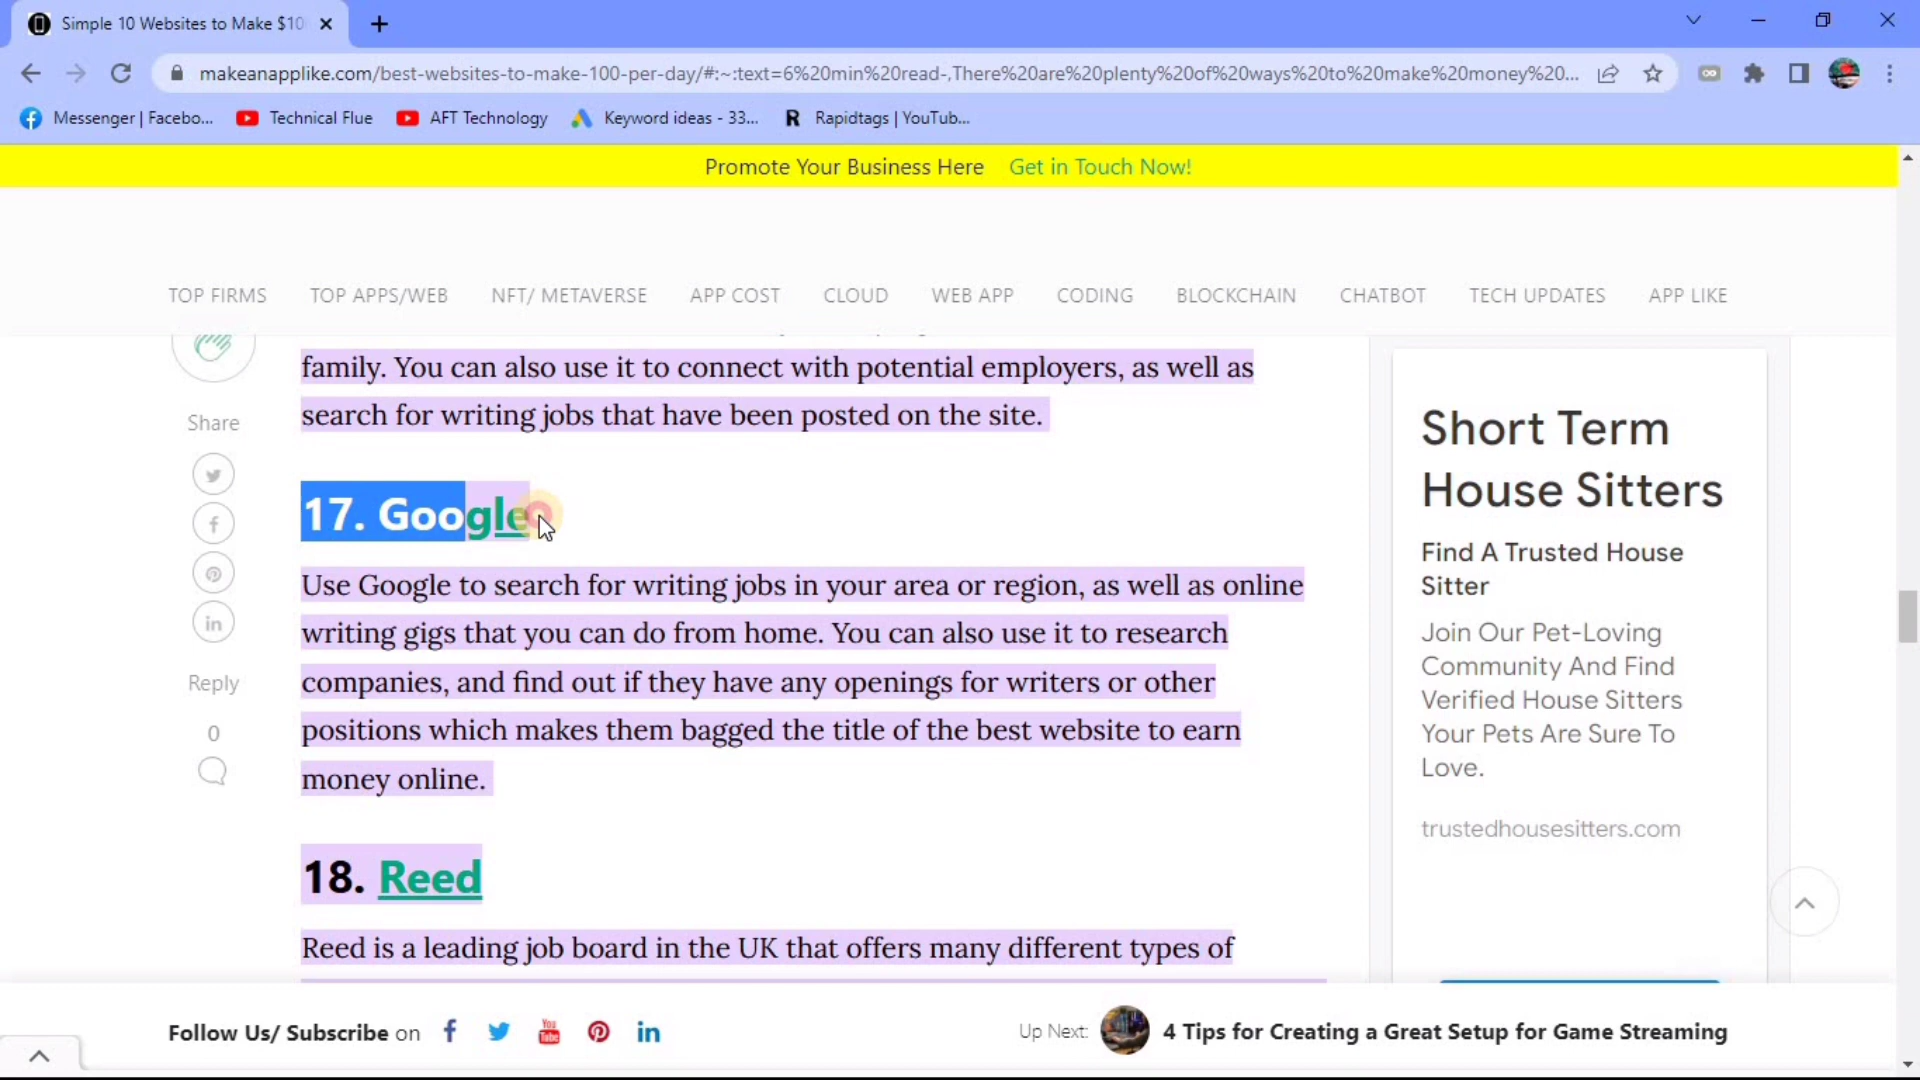 Simple 10 Websites to Make $10
makeanapplike.com/best-websites-to-make-100-per-day/#:~:text=6%20min%20read-,There%20are%20plenty%20of%20ways%20to%20make%20money%20...
Messenger | Facebo...
Technical Flue
AFT Technology
Keyword ideas - 33...
R Rapidtags | YouTub...
Promote Your Business Here Get in Touch Now!
TOP FIRMS TOP APPS/WEB NFT/ METAVERSE APP COST CLOUD WEB APP CODING BLOCKCHAIN CHATBOT TECH UPDATES APP LIKE
Share
Reply
0
family. You can also use it to connect with potential employers, as well as
search for writing jobs that have been posted on the site.
17. Google
Use Google to search for writing jobs in your area or region, as well as online
writing gigs that you can do from home. You can also use it to research
companies, and find out if they have any openings for writers or other
positions which makes them bagged the title of the best website to earn
money online.
18. Reed
Reed is a leading job board in the UK that offers many different types of
Short Term
House Sitters
Find A Trusted House
Sitter
Join Our Pet-Loving
Community And Find
Verified House Sitters
Your Pets Are Sure To
Love.
trustedhousesitters.com
Follow Us/ Subscribe on
You Tube
Up Next: 4 Tips for Creating a Great Setup for Game Streaming